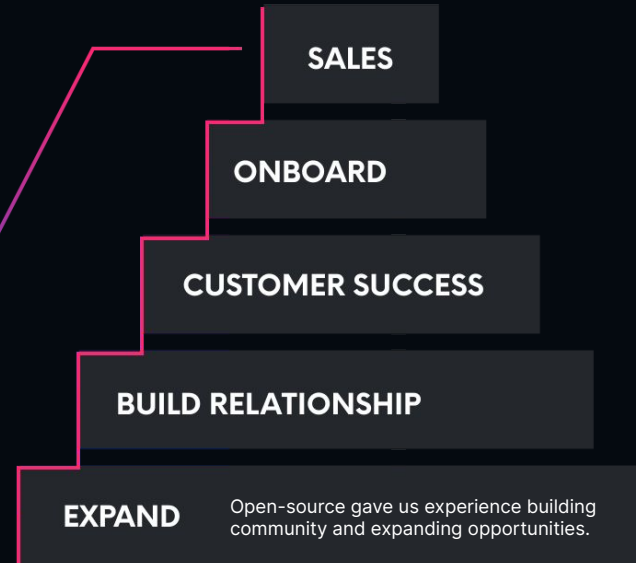 SALES
ONBOARD
CUSTOMER SUCCESS
BUILD RELATIONSHIP
EXPAND
Open-source gave us experience building
community and expanding opportunities.